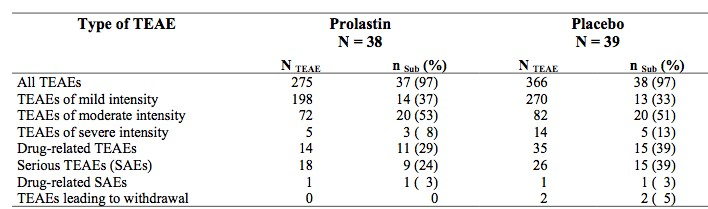 Type of TEAE Prolastin Placebo
N = 38 N = 39
N TEAE n Sub (%) N TEAE n Sub (%)
All TEAEs 275 37 (97) 366 38 (97)
TEAEs of mild intensity 198 14 (37) 270 13 (33)
TEAEs of moderate intensity 72 20 (53) 82 20 (51)
TEAEs of severe intensity 5 3 ( 8) 14 5 (13)
Drug-related TEAEs 14 11 (29) 35 15 (39)
Serious TEAEs (SAEs) 18 9 (24) 26 15 (39)
Drug-related SAEs 1 1 ( 3) 1 1 ( 3)
TEAEs leading to withdrawal 0 0 2 2 ( 5)